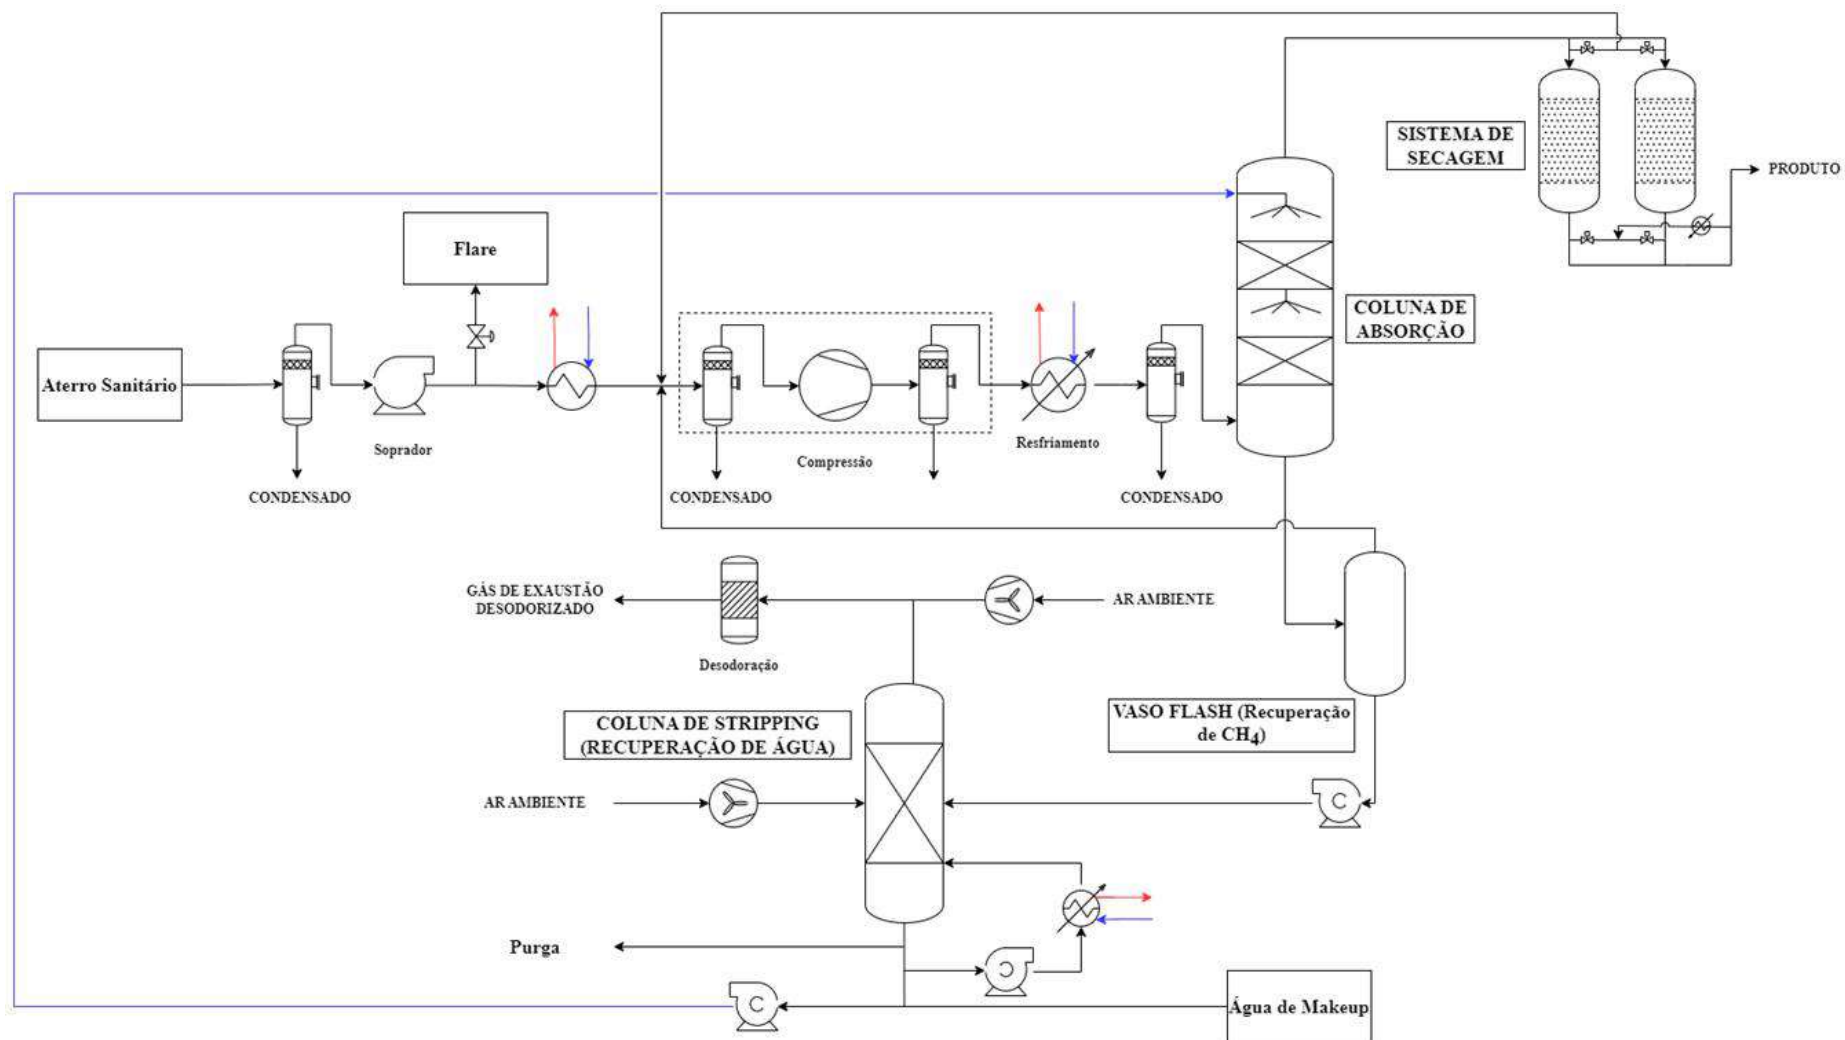 SISTEMA DE
SECAGEM
PRODUTO
Flare
COLUNA DE
ABSORÇÃO
Aterro Sanitário
Soprador
Compressão
Resfriamento
CONDENSADO
CONDENSADO
CONDENSADO
GÁS DE EXAUSTÃO
DESODORIZADO
AR AMBIENTE
Desodoração
COLUNA DE STRIPPING
(RECUPERAÇÃO DE ÁGUA)
VASO FLASH (Recuperação
de CH4)
AR AMBIENTE
C
C
Purga
C
Água de Makeup